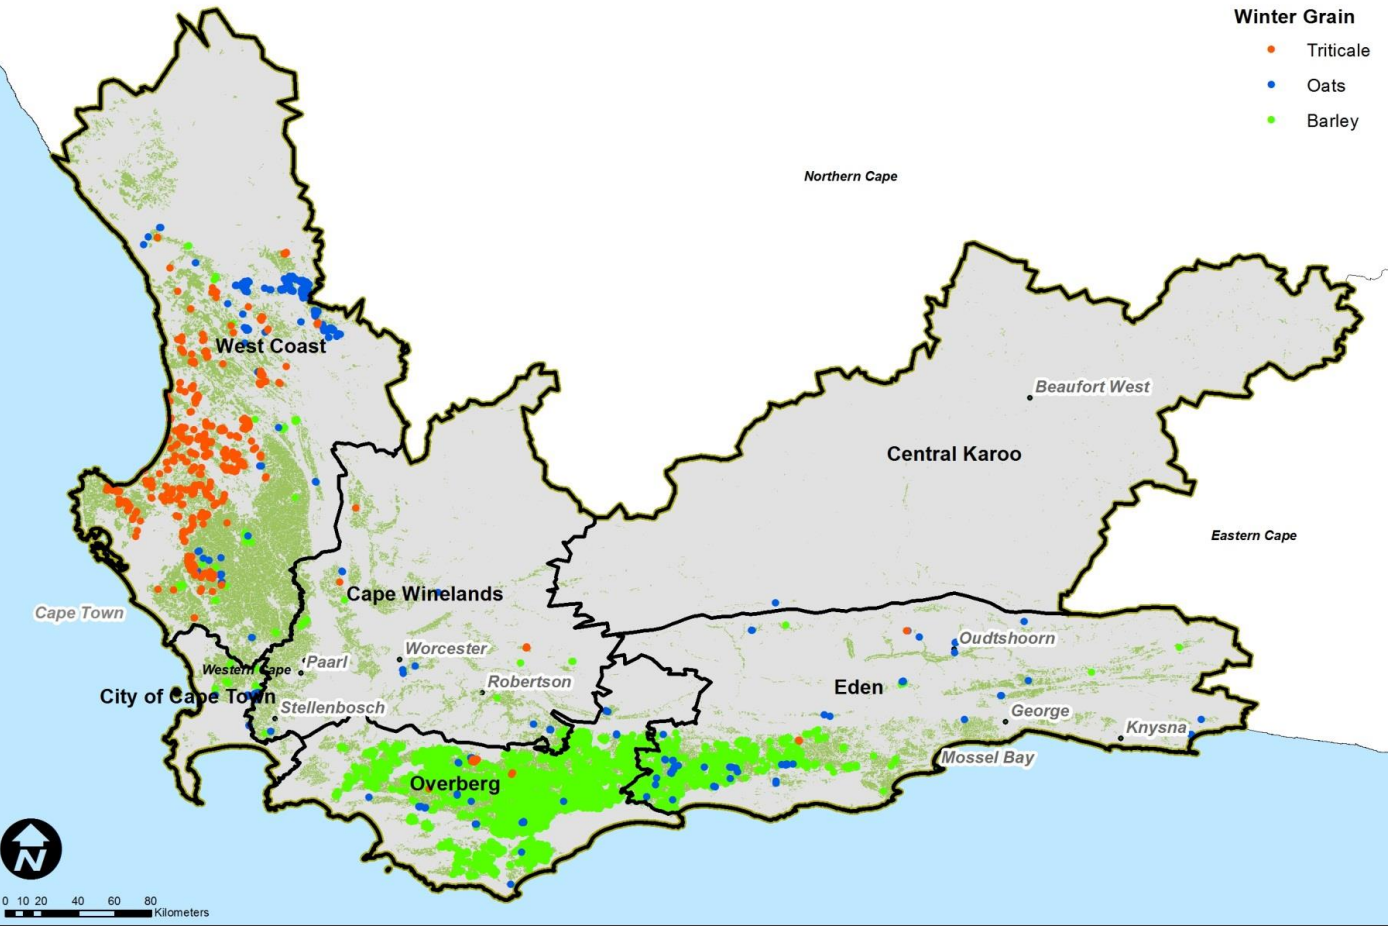 Winter Grain
Triticale
Oats
Barley
Northern Cape
West Coast
Beaufort West
Central Karoo
Eastern Cape
Cape Winelands
Cape Town
Oudtshoorn
Worcester
Western Cape
Paarl
Robertson
Eden
City of Cape Town
Stellenbosch
George
Knysna
Mossel Bay
Overberg
N
0 10 20 40 60 80
Kilometers